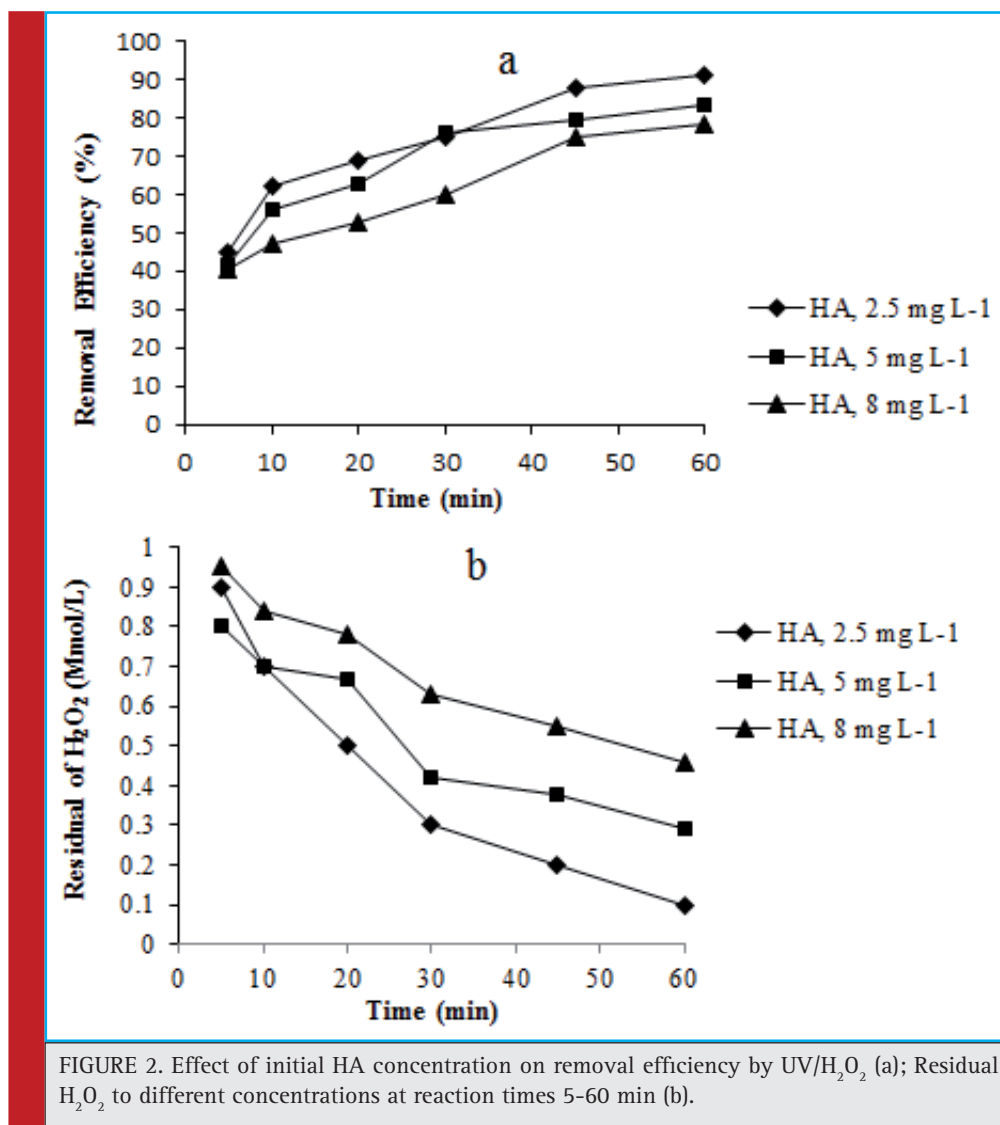 a
100
90
80
70
60
50
40
30
20
10
0
Removal Efficiency (%)
0 10 20 30 40 50 60
Time (min)
HA, 2.5 mg L-1
HA, 5 mg L-1
HA, 8 mg L-1
b
1
0.9
0.8
0.7
0.6
0.5
0.4
0.3
0.2
0.1
0
Residual of H₂O₂ (Mmol/L)
0 10 20 30 40 50 60
Time (min)
HA, 2.5 mg L-1
HA, 5 mg L-1
HA, 8 mg L-1
FIGURE 2. Effect of initial HA concentration on removal efficiency by UV/H₂O₂ (a); Residual
H₂O₂ to different concentrations at reaction times 5-60 min (b).